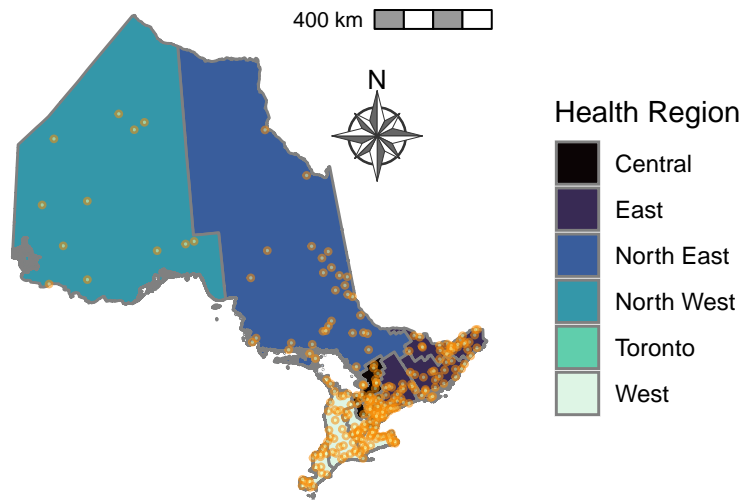 400 km
N
Health Region
Central
East
North East
North West
Toronto
West